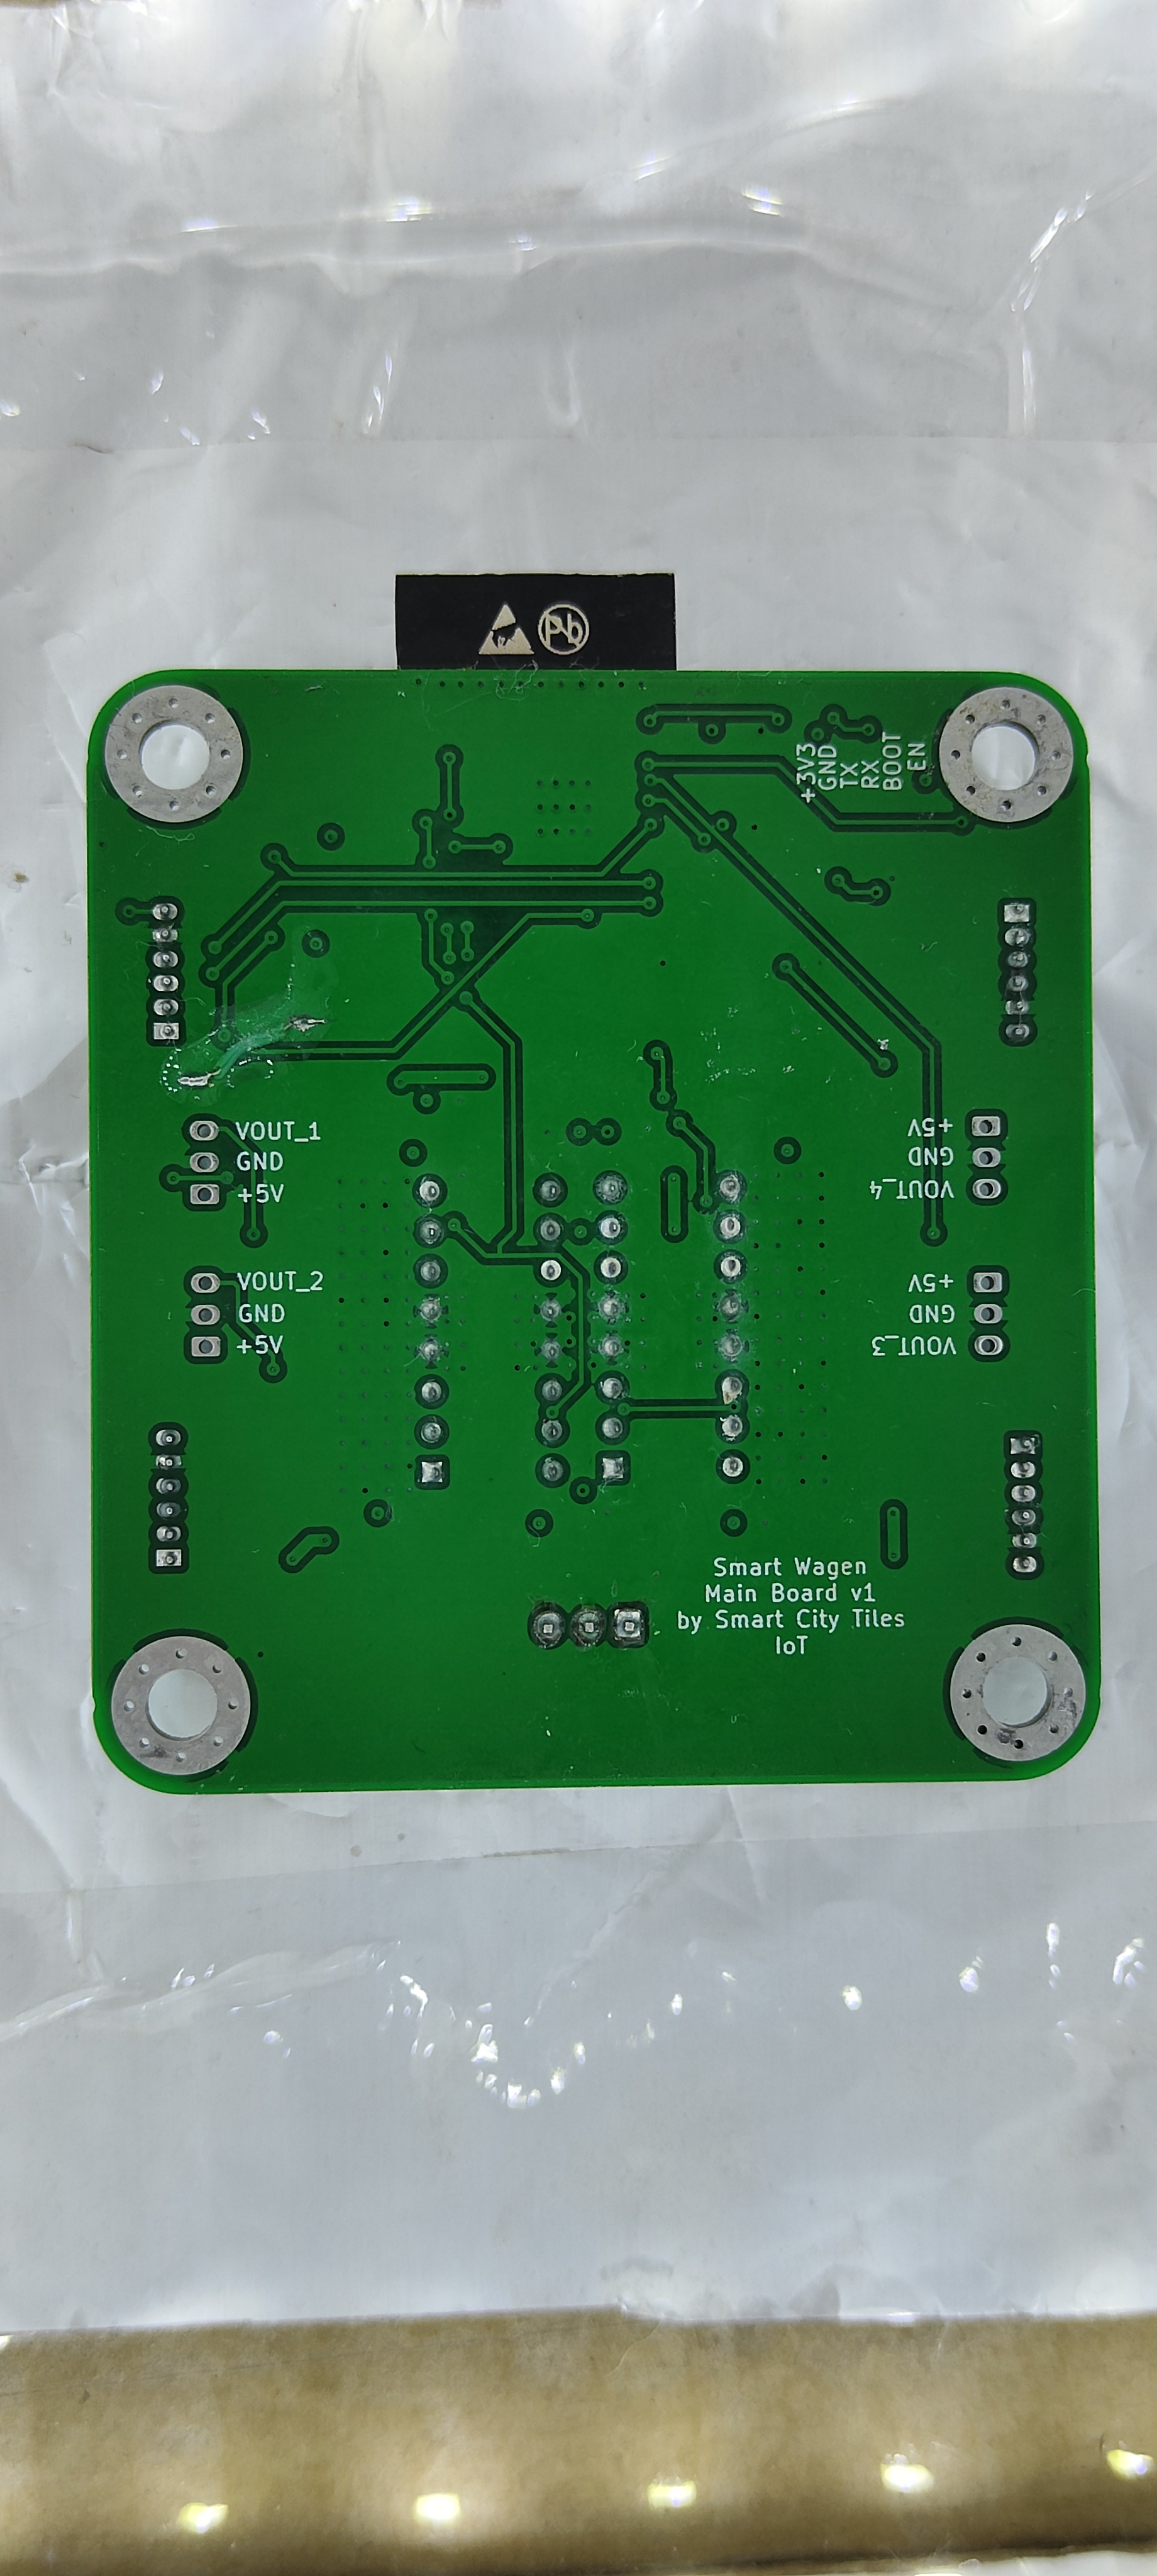 Pb
+3V3
GND
TX
RX
BOOT
EN
VOUT_1
GND
+5V
+5V
GND
VOUT_4
VOUT_2
GND
+5V
+5V
GND
VOUT_3
Smart Wagen
Main Board v1
by Smart City Tiles
IoT